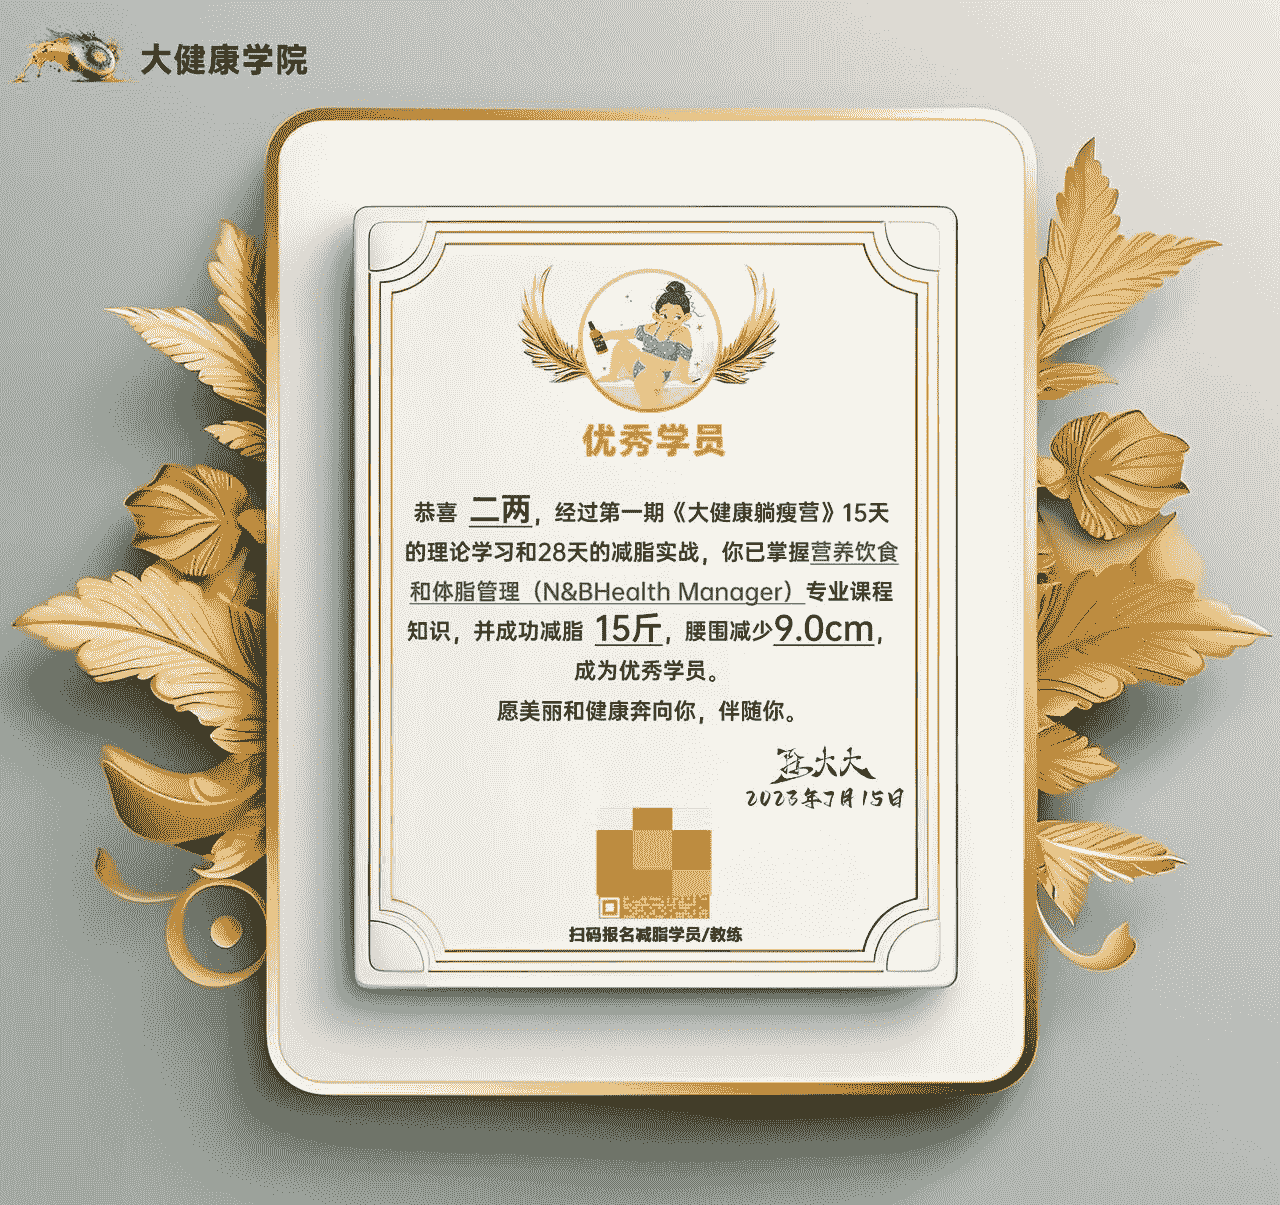 大健康学院
优秀学员
恭喜 二两，经过第一期《大健康躺瘦营》15天
的理论学习和28天的减脂实战，你已掌握营养饮食
和体脂管理（N&BHealth Manager）专业课程
知识，并成功减脂 15斤，腰围减少9.0cm，
成为优秀学员。
愿美丽和健康奔向你，伴随你。
2023年7月15日
扫码报名减脂学员/教练